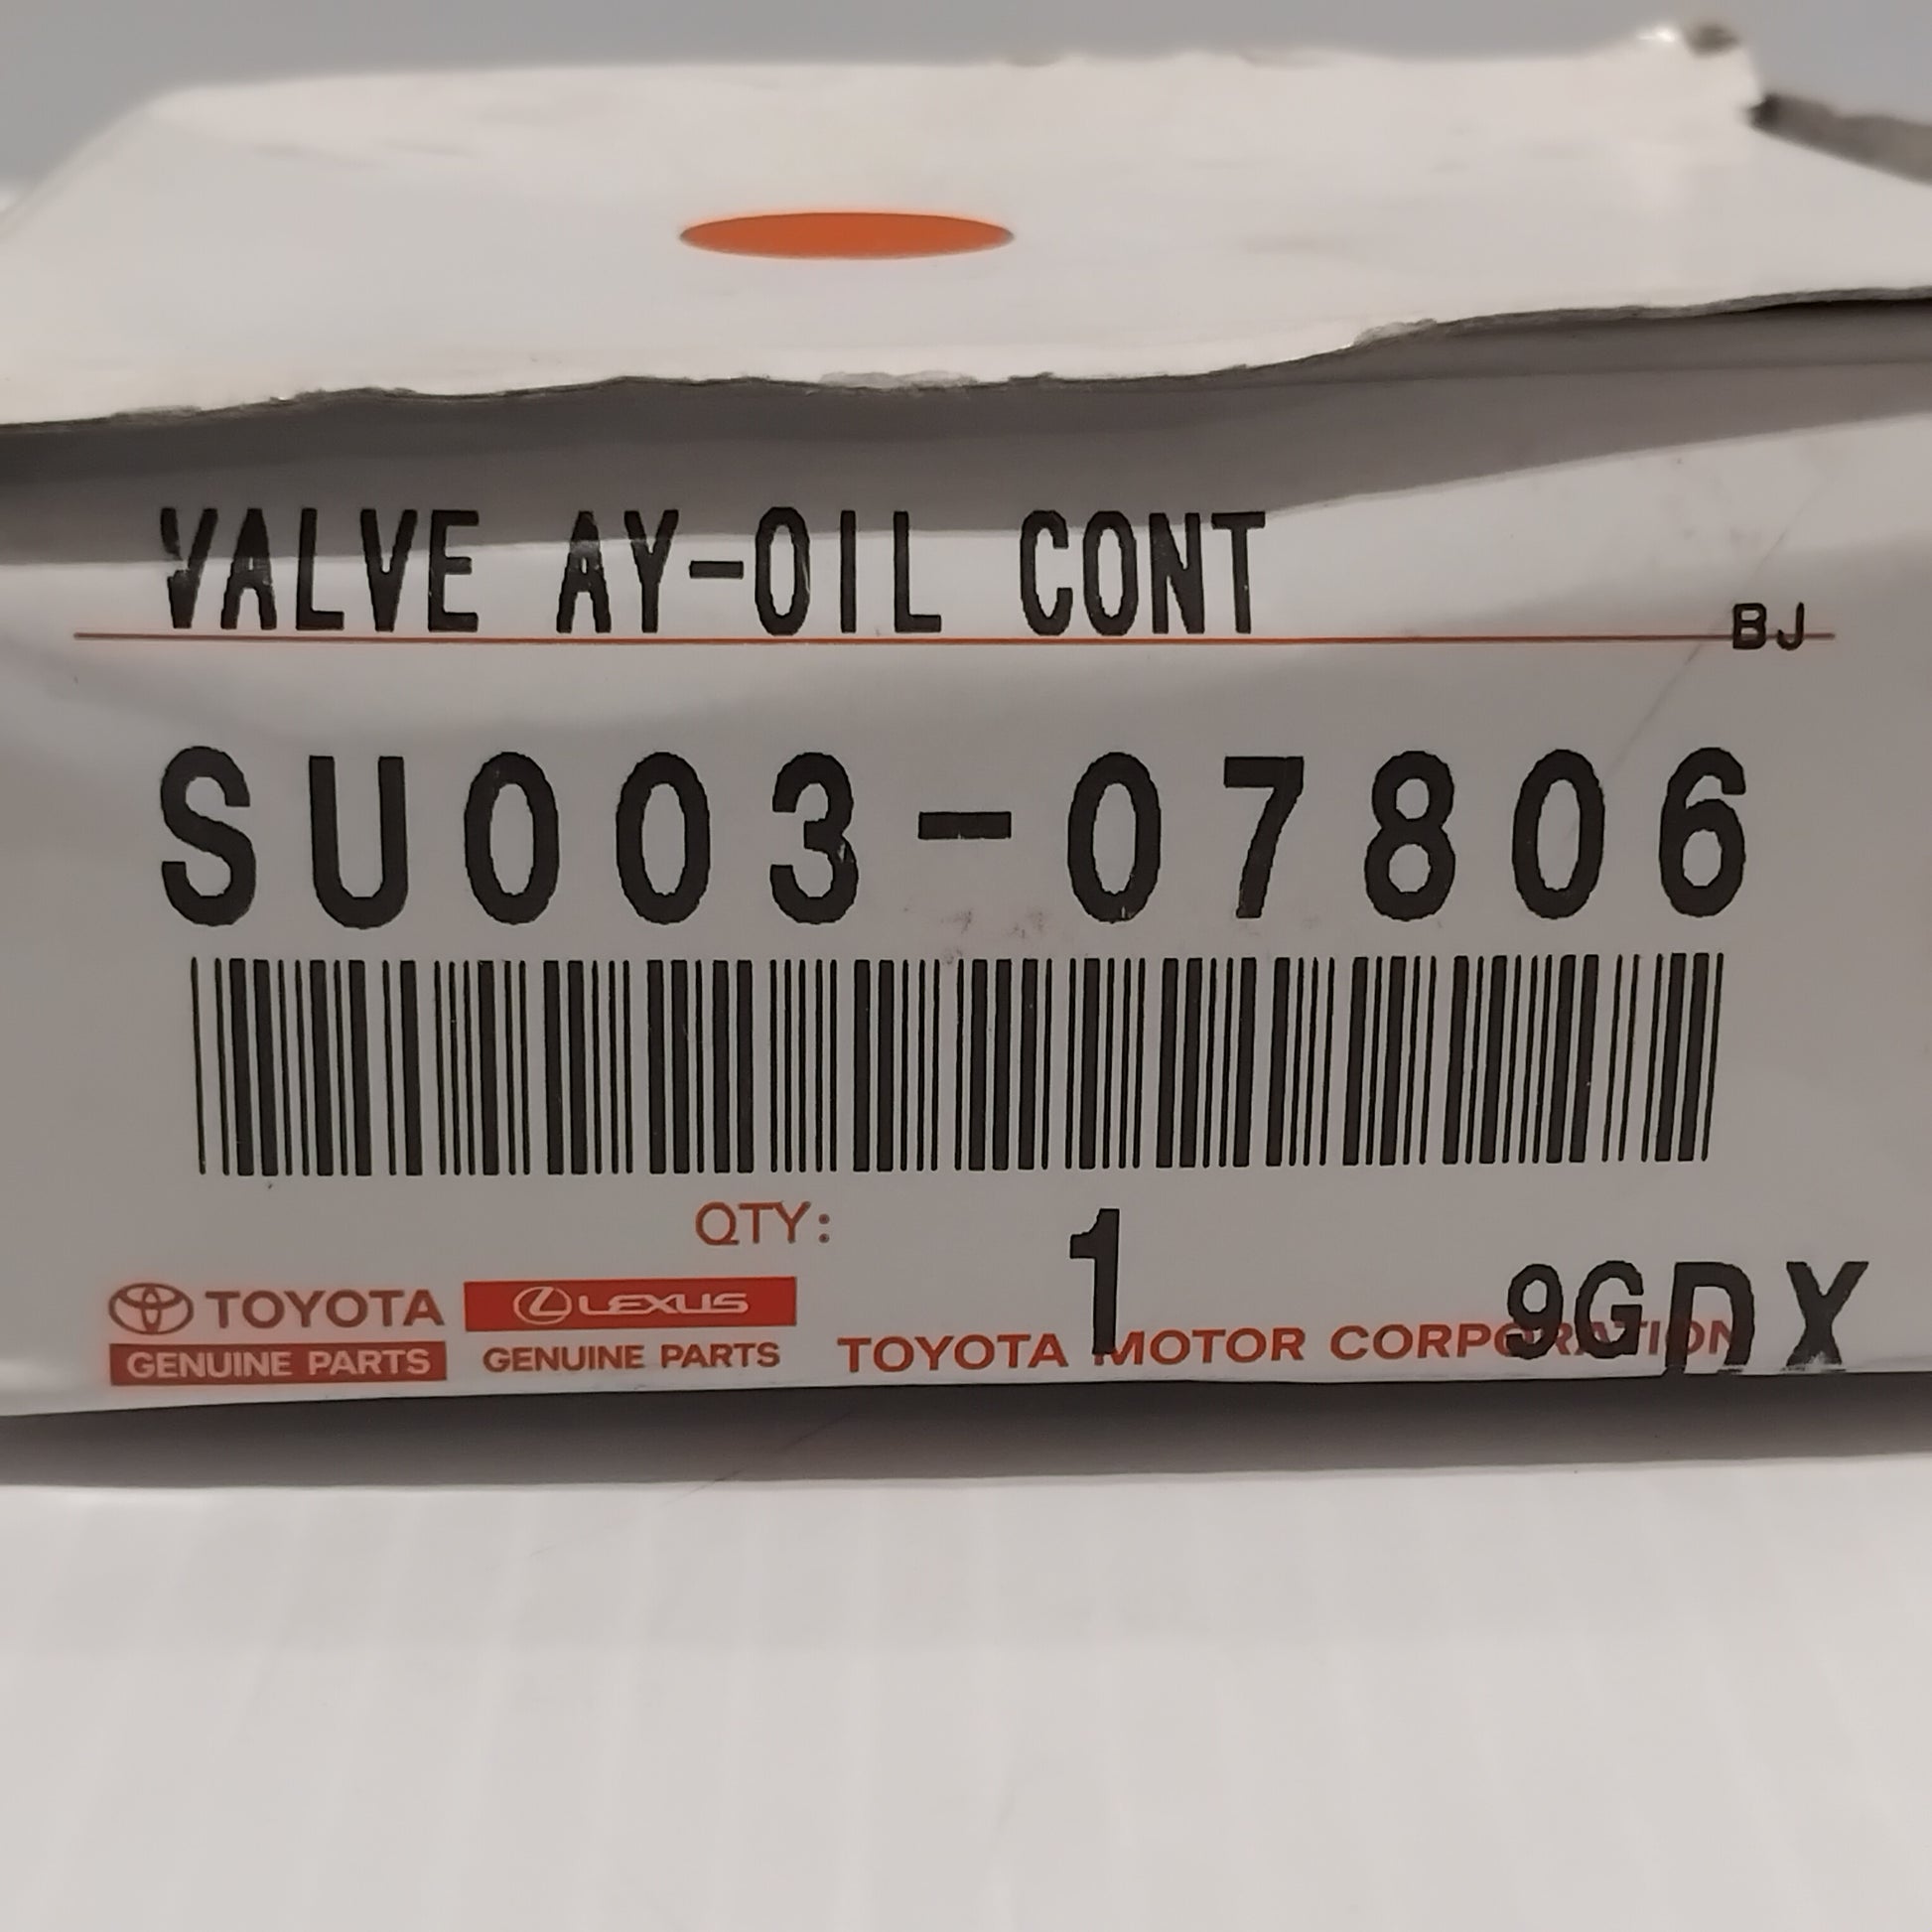 VALVE AY-OIL CONT
BJ
SU003-07806
QTY: 1
9GDX
TOYOTA
GENUINE PARTS
LEXUS
GENUINE PARTS
TOYOTA MOTOR CORPORATION